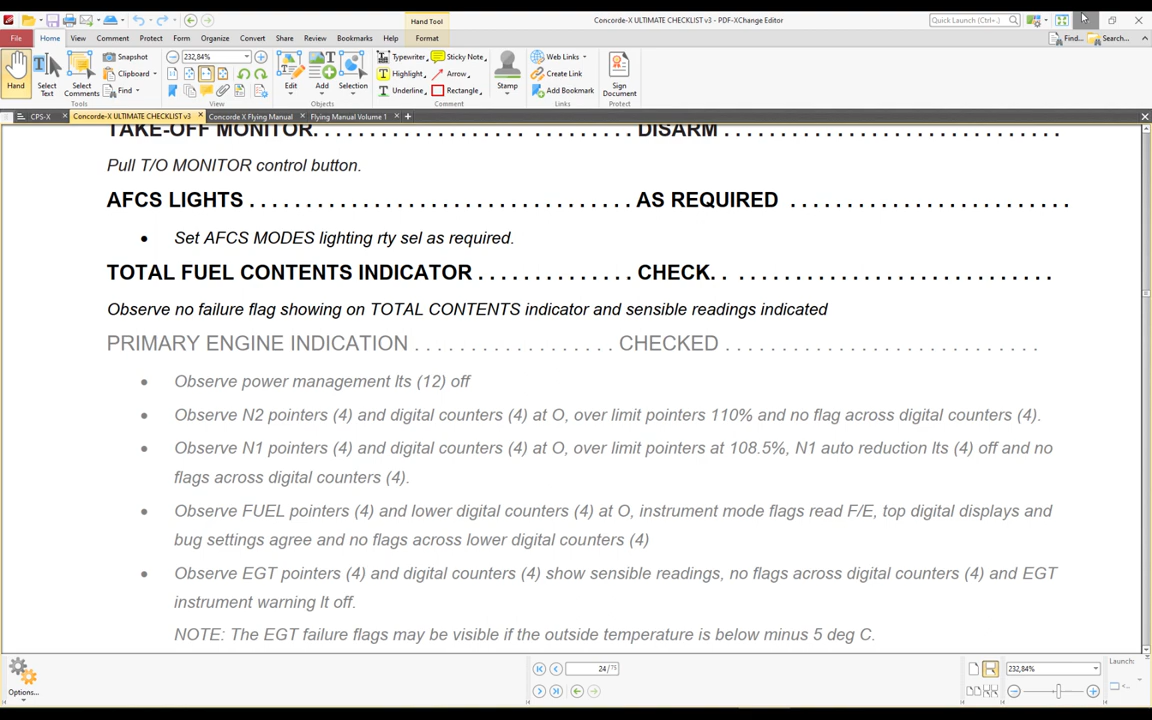 Hand Tool
Concorde-X ULTIMATE CHECKLIST v3 - PDF-XChange Editor
Quick Launch (Ctrl+.)
File Home View Comment Protect Form Organize Convert Share Review Bookmarks Help Format
Find... Search...
Hand
Select Text
Select Comments
Snapshot
Clipboard
Find
Tools
232,84%
View
Edit
Add
Selection
Objects
Typewriter
Highlight
Underline
Sticky Note
Arrow
Rectangle
Stamp
Comment
Web Links
Create Link
Add Bookmark
Links
Sign Document
Protect
CPS-X
Concorde-X ULTIMATE CHECKLIST v3
Concorde X Flying Manual
Flying Manual Volume 1
TAKE-OFF MONITOR. . . . . . . . . . . . . . . . . . . . . . . . . . . . DISARM . . . . . . . . . . . . . . . . . . . . . . . . . . . . . .
Pull T/O MONITOR control button.
AFCS LIGHTS . . . . . . . . . . . . . . . . . . . . . . . . . . . . . . . . . . AS REQUIRED . . . . . . . . . . . . . . . . . . . . . . . . .
• Set AFCS MODES lighting rty sel as required.
TOTAL FUEL CONTENTS INDICATOR . . . . . . . . . . . . . . CHECK. . . . . . . . . . . . . . . . . . . . . . . . . . . . . .
Observe no failure flag showing on TOTAL CONTENTS indicator and sensible readings indicated
PRIMARY ENGINE INDICATION . . . . . . . . . . . . . . . . . . CHECKED . . . . . . . . . . . . . . . . . . . . . . . . . . . .
• Observe power management lts (12) off
• Observe N2 pointers (4) and digital counters (4) at O, over limit pointers 110% and no flag across digital counters (4).
• Observe N1 pointers (4) and digital counters (4) at O, over limit pointers at 108.5%, N1 auto reduction lts (4) off and no
flags across digital counters (4).
• Observe FUEL pointers (4) and lower digital counters (4) at O, instrument mode flags read F/E, top digital displays and
bug settings agree and no flags across lower digital counters (4)
• Observe EGT pointers (4) and digital counters (4) show sensible readings, no flags across digital counters (4) and EGT
instrument warning lt off.
NOTE: The EGT failure flags may be visible if the outside temperature is below minus 5 deg C.
Options...
24 / 75
232,84%
Launch: